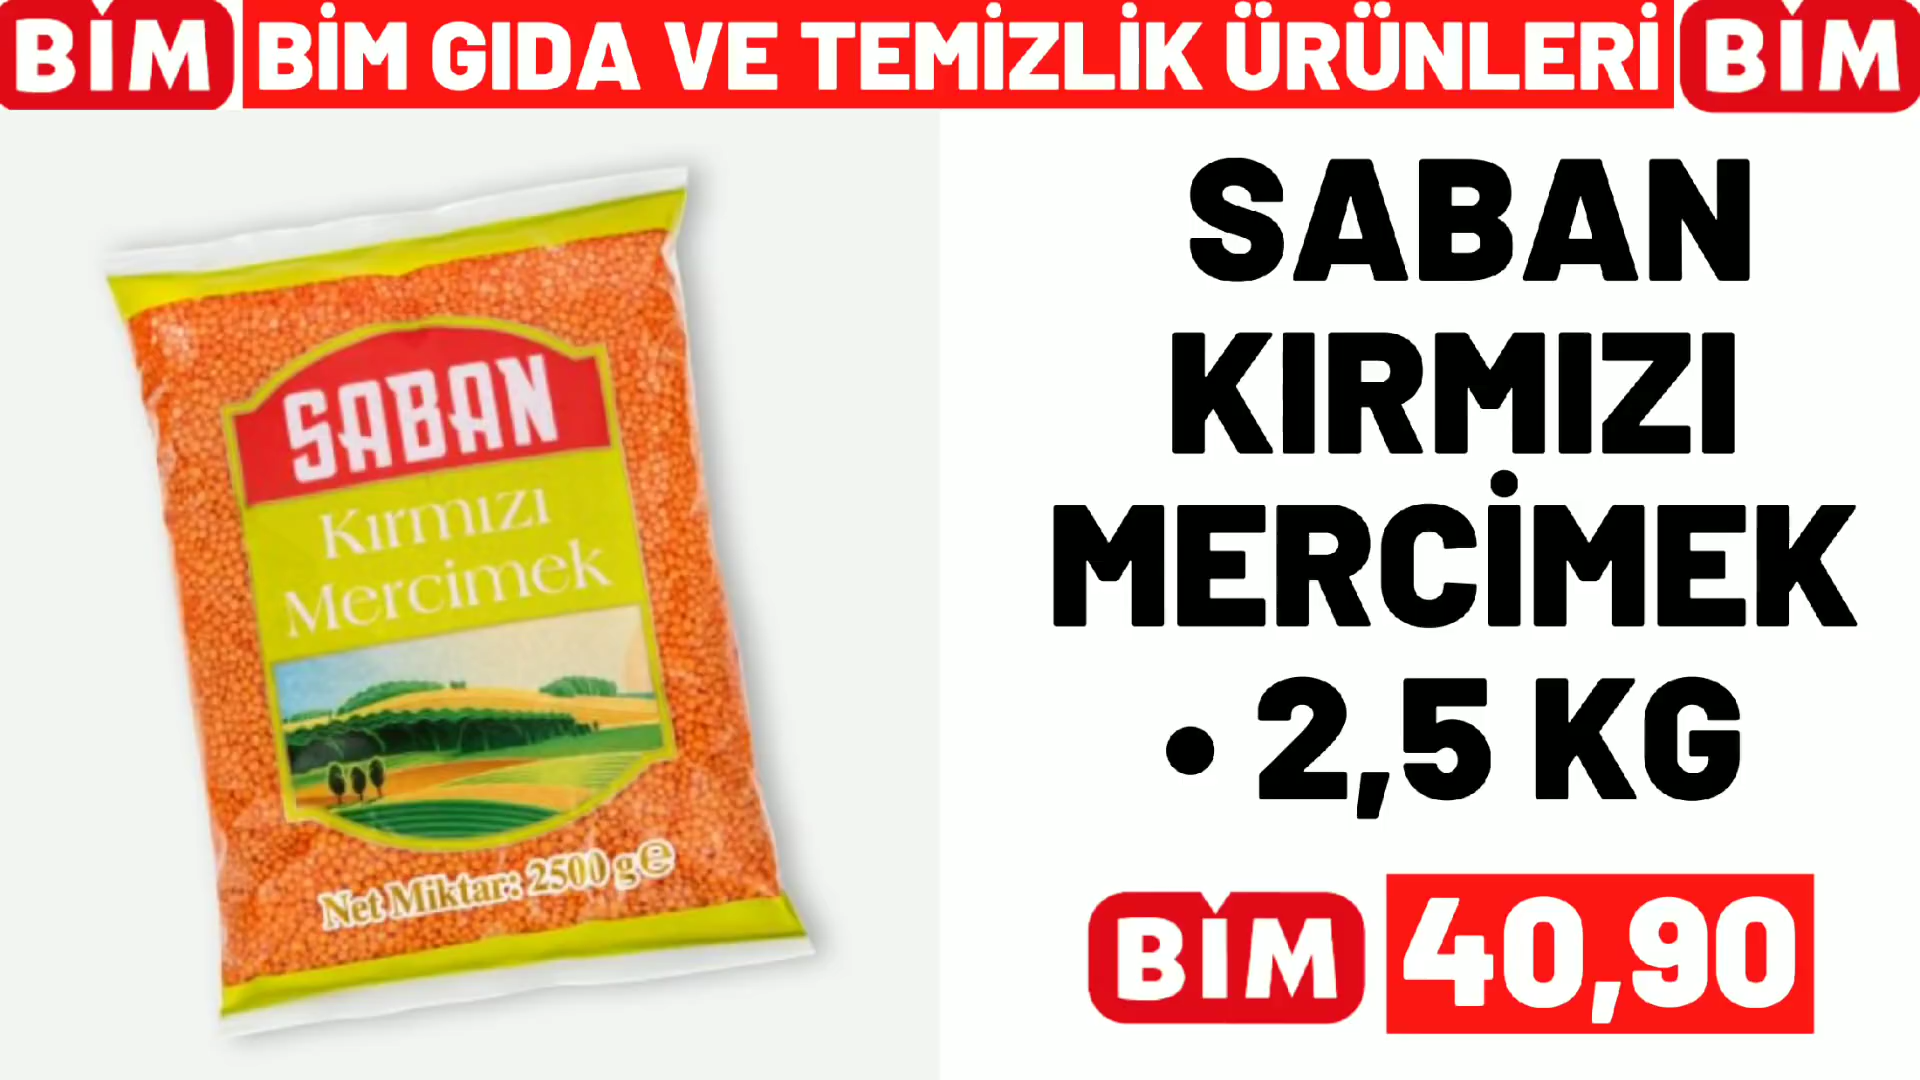 BİM
BİM GIDA VE TEMİZLİK ÜRÜNLERİ
BİM
SABAN
Kırmızı
Mercimek
Net Miktar: 2500 g e
SABAN
KIRMIZI
MERCİMEK
• 2,5 KG
BİM
40,90